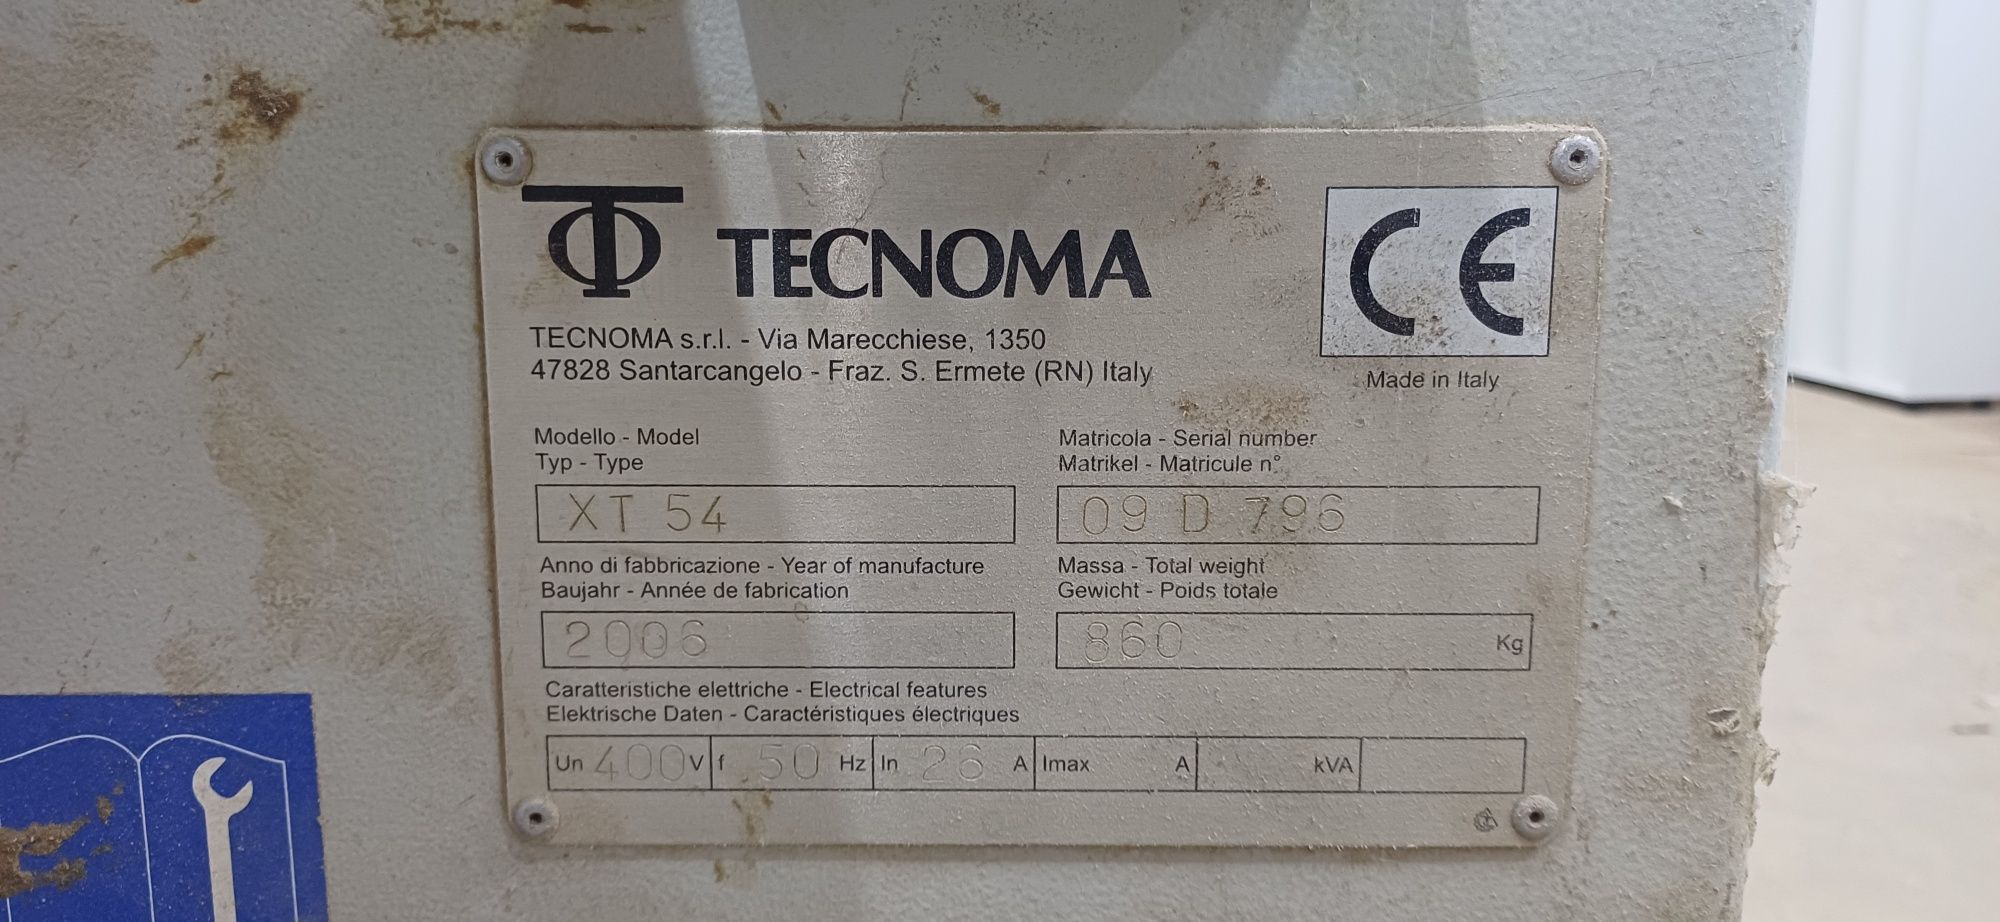 TECNOMA
CE
TECNOMA s.r.l. - Via Marecchiese, 1350
47828 Santarcangelo - Fraz. S. Ermete (RN) Italy
Made in Italy
Modello - Model
Typ - Type
XT 54
Matricola - Serial number
Matrikel - Matricule n°
09 D 796
Anno di fabbricazione - Year of manufacture
Baujahr - Année de fabrication
2006
Massa - Total weight
Gewicht - Poids totale
860 Kg
Caratteristiche elettriche - Electrical features
Elektrische Daten - Caractéristiques électriques
Un 400 V f 50 Hz In 26 A Imax A kVA